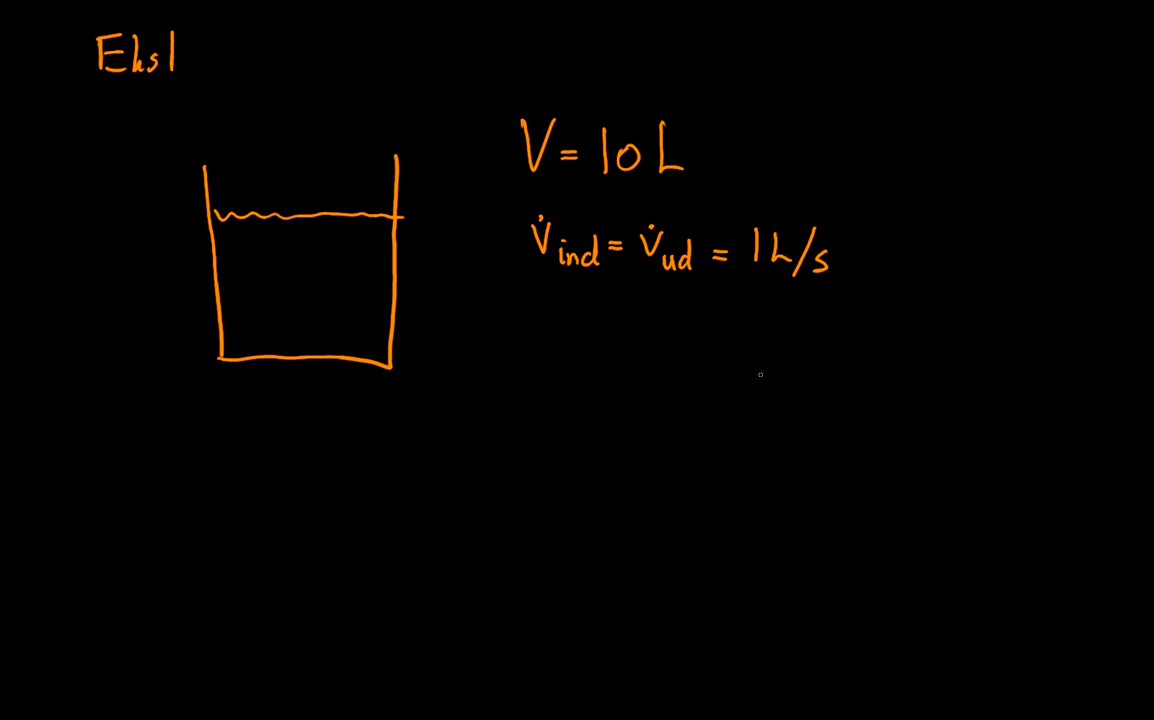 Eks1
V = 10 L
V̇ind = V̇ud = 1 L/s